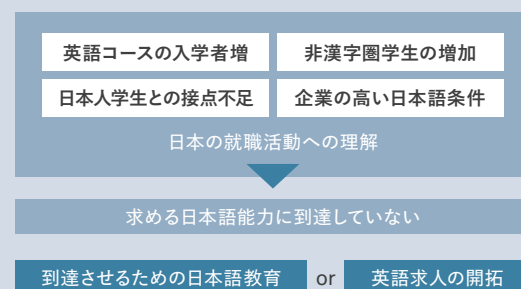 英語コースの入学者増 非漢字圏学生の増加
日本人学生との接点不足 企業の高い日本語条件
日本の就職活動への理解
求める日本語能力に到達していない
到達させるための日本語教育 or 英語求人の開拓